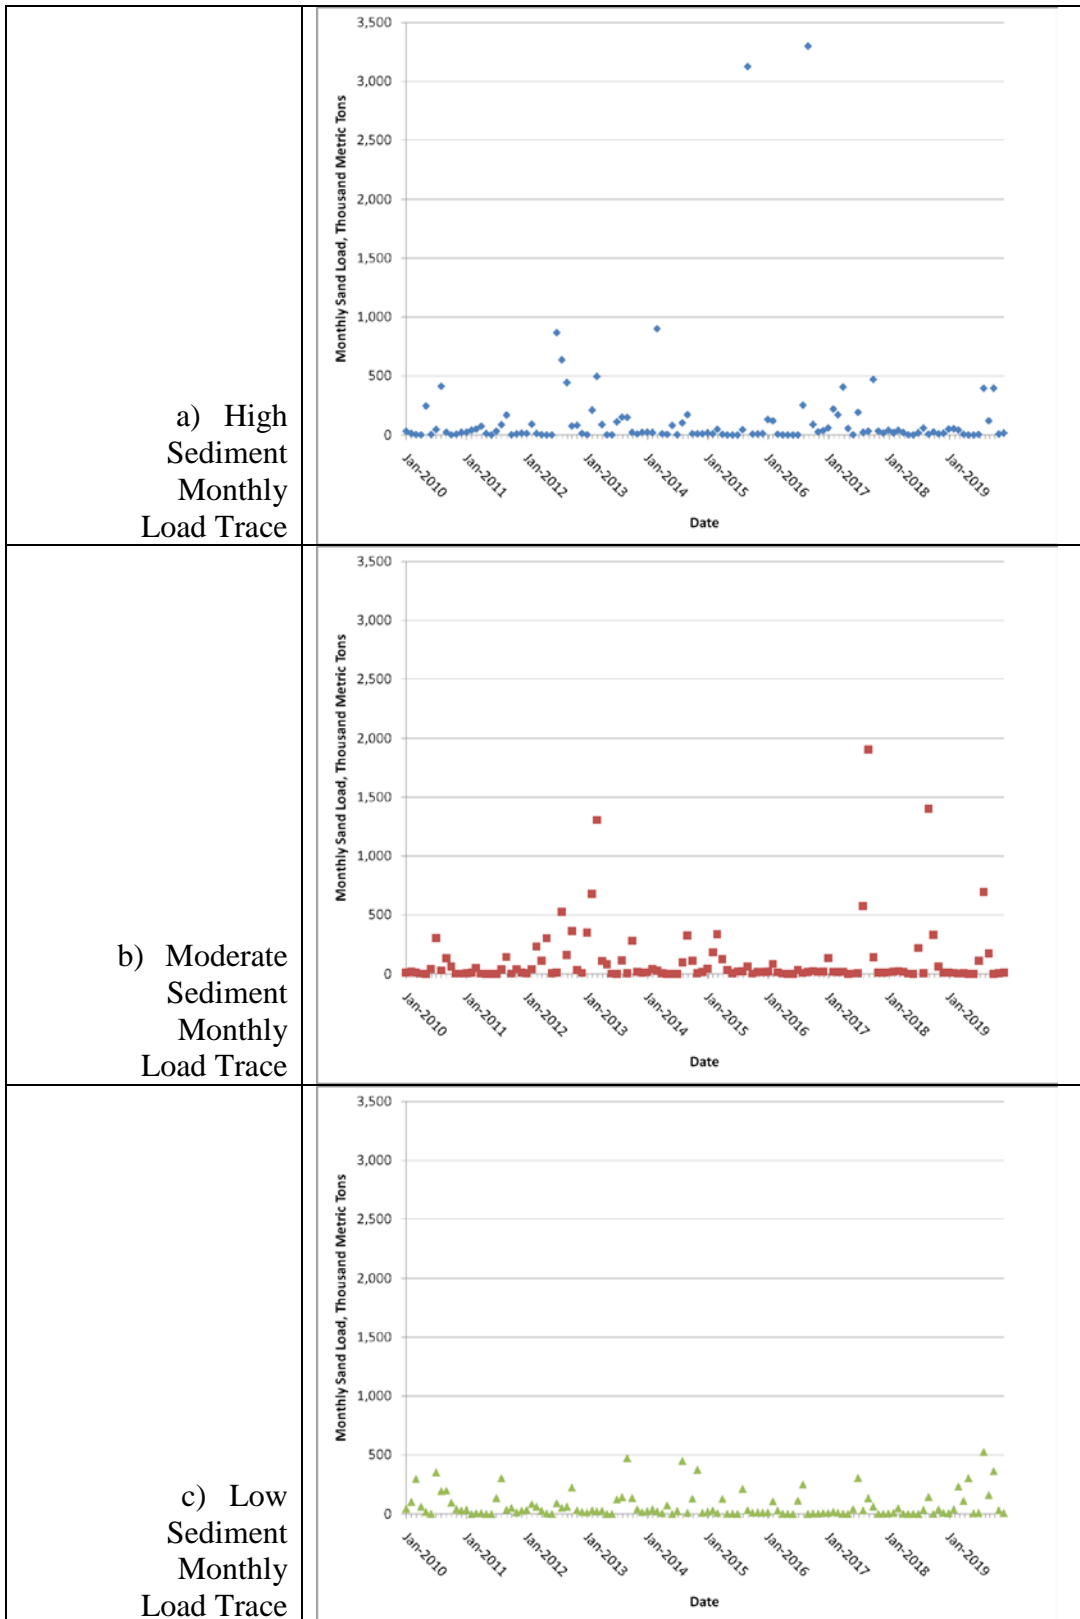 3,500
3,000
2,500
2,000
1,500
1,000
500
0
Monthly Sand Load, Thousand Metric Tons
Jan-2010
Jan-2011
Jan-2012
Jan-2013
Jan-2014
Jan-2015
Jan-2016
Jan-2017
Jan-2018
Jan-2019
Date
a) High
Sediment
Monthly
Load Trace
3,500
3,000
2,500
2,000
1,500
1,000
500
0
Monthly Sand Load, Thousand Metric Tons
Jan-2010
Jan-2011
Jan-2012
Jan-2013
Jan-2014
Jan-2015
Jan-2016
Jan-2017
Jan-2018
Jan-2019
Date
b) Moderate
Sediment
Monthly
Load Trace
3,500
3,000
2,500
2,000
1,500
1,000
500
0
Monthly Sand Load, Thousand Metric Tons
Jan-2010
Jan-2011
Jan-2012
Jan-2013
Jan-2014
Jan-2015
Jan-2016
Jan-2017
Jan-2018
Jan-2019
Date
c) Low
Sediment
Monthly
Load Trace